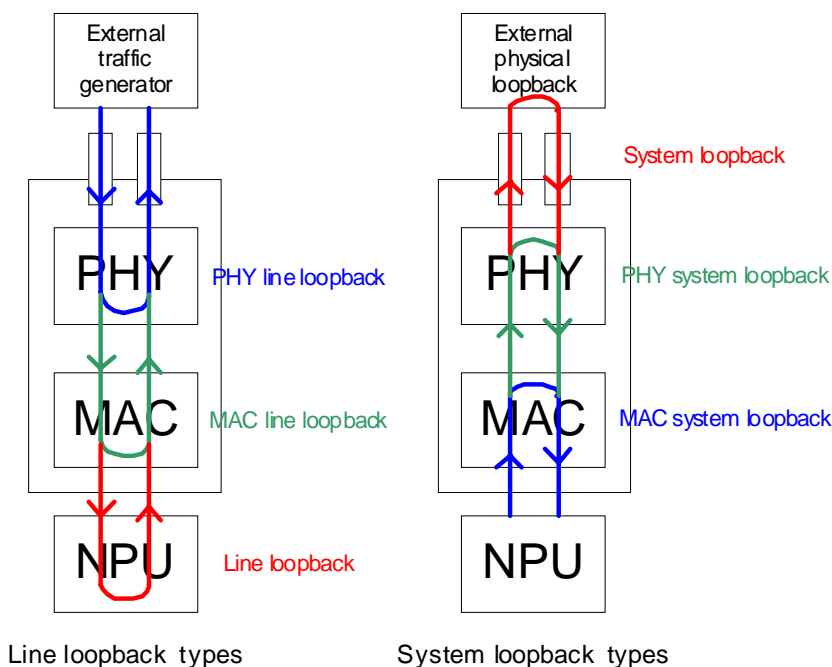 External
traffic
generator
PHY
PHY line loopback
MAC
MAC line loopback
NPU
Line loopback
Line loopback types
External
physical
loopback
System loopback
PHY
PHY system loopback
MAC
MAC system loopback
NPU
System loopback types